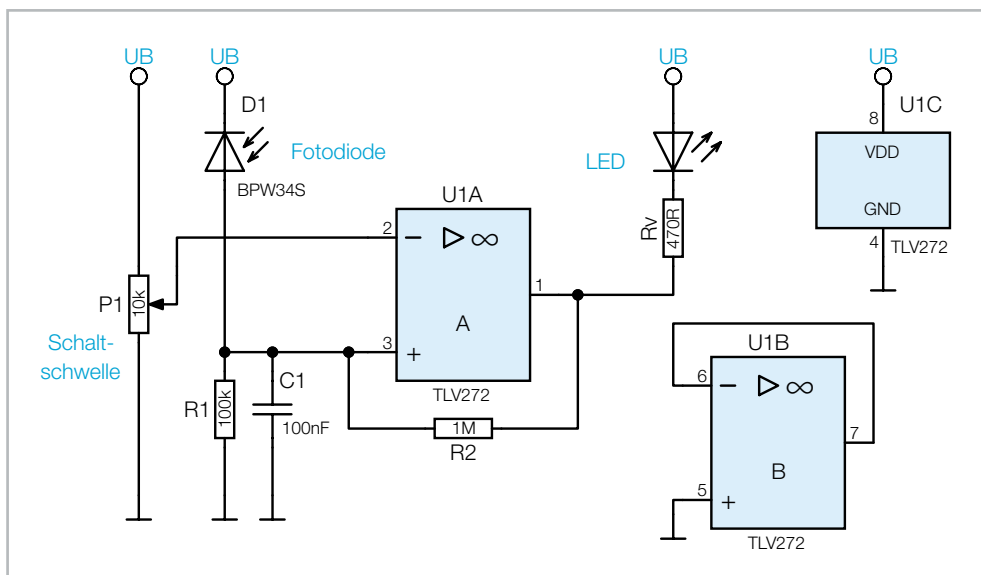 UB
UB
UB
UB
D1
Fotodiode
BPW34S
LED
Rv
470R
8
U1C
VDD
GND
4
TLV272
U1A
2
− ▷ ∞
1
A
3
+
TLV272
P1
10k
Schalt-
schwelle
R1
100k
C1
100nF
1M
R2
U1B
6
− ▷ ∞
7
B
5
+
TLV272